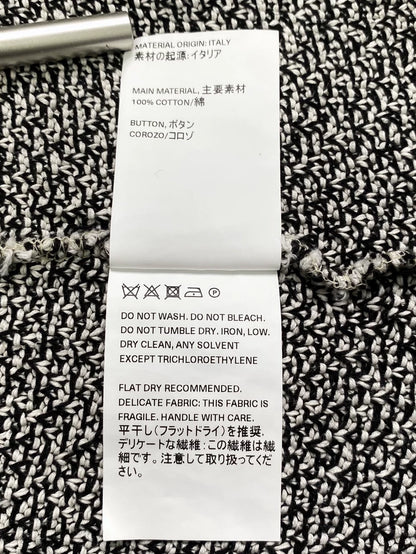 MATERIAL ORIGIN: ITALY
素材の起源:イタリア
MAIN MATERIAL, 主要素材
100% COTTON/綿
BUTTON, ボタン
COROZO/コロゾ
P
DO NOT WASH. DO NOT BLEACH.
DO NOT TUMBLE DRY. IRON, LOW.
DRY CLEAN, ANY SOLVENT
EXCEPT TRICHLOROETHYLENE
FLAT DRY RECOMMENDED.
DELICATE FABRIC: THIS FABRIC IS
FRAGILE. HANDLE WITH CARE.
平干し(フラットドライ)を推奨。
デリケートな繊維:この繊維は繊
細です。注意して取り扱ってくだ
さい。